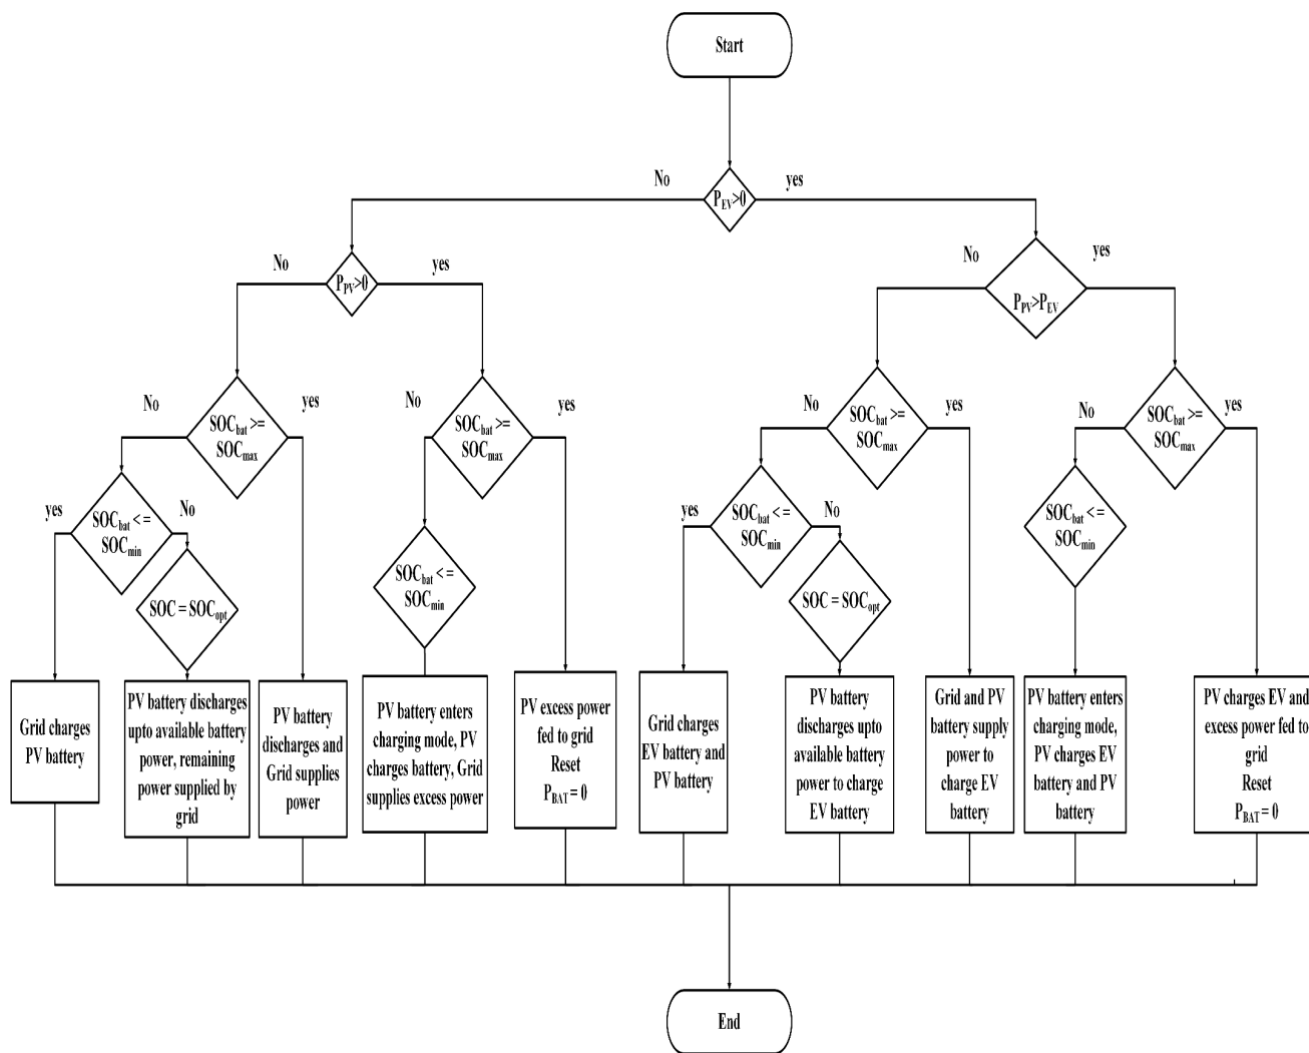 Start
No
yes
P_EV>0
No
yes
P_PV>0
No
yes
P_PV>P_EV
No
yes
SOC_bat >=
SOC_max
No
yes
SOC_bat >=
SOC_max
No
yes
SOC_bat >=
SOC_max
No
yes
SOC_bat >=
SOC_max
yes
No
SOC_bat <=
SOC_min
SOC = SOC_opt
SOC_bat <=
SOC_min
yes
No
SOC_bat <=
SOC_min
SOC = SOC_opt
SOC_bat <=
SOC_min
Grid charges
PV battery
PV battery discharges
upto available battery
power, remaining
power supplied by
grid
PV battery
discharges and
Grid supplies
power
PV battery enters
charging mode, PV
charges battery, Grid
supplies excess power
PV excess power
fed to grid
Reset
P_BAT = 0
Grid charges
EV battery and
PV battery
PV battery
discharges upto
available battery
power to charge
EV battery
Grid and PV
battery supply
power to
charge EV
battery
PV battery enters
charging mode,
PV charges EV
battery and PV
battery
PV charges EV and
excess power fed to
grid
Reset
P_BAT = 0
End